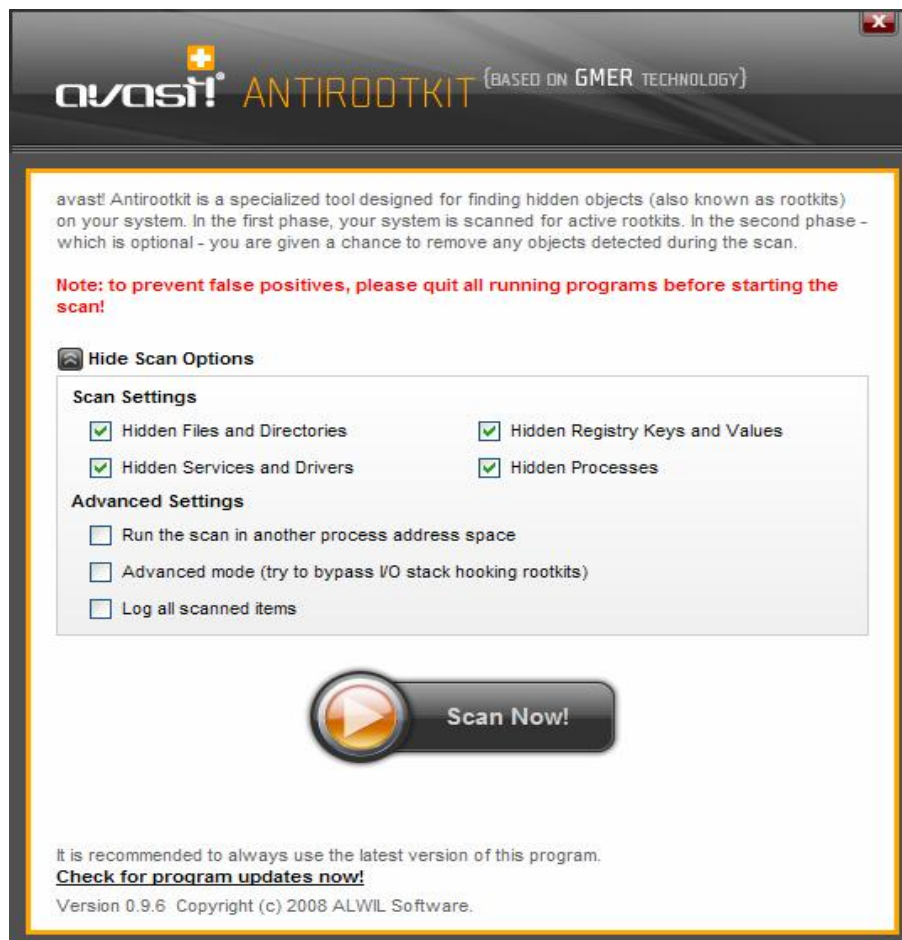 avast!® ANTIROOTKIT {BASED ON GMER TECHNOLOGY}
avast! Antirootkit is a specialized tool designed for finding hidden objects (also known as rootkits)
on your system. In the first phase, your system is scanned for active rootkits. In the second phase -
which is optional - you are given a chance to remove any objects detected during the scan.
Note: to prevent false positives, please quit all running programs before starting the
scan!
Hide Scan Options
Scan Settings
Hidden Files and Directories
Hidden Registry Keys and Values
Hidden Services and Drivers
Hidden Processes
Advanced Settings
Run the scan in another process address space
Advanced mode (try to bypass I/O stack hooking rootkits)
Log all scanned items
Scan Now!
It is recommended to always use the latest version of this program.
Check for program updates now!
Version 0.9.6 Copyright (c) 2008 ALWIL Software.